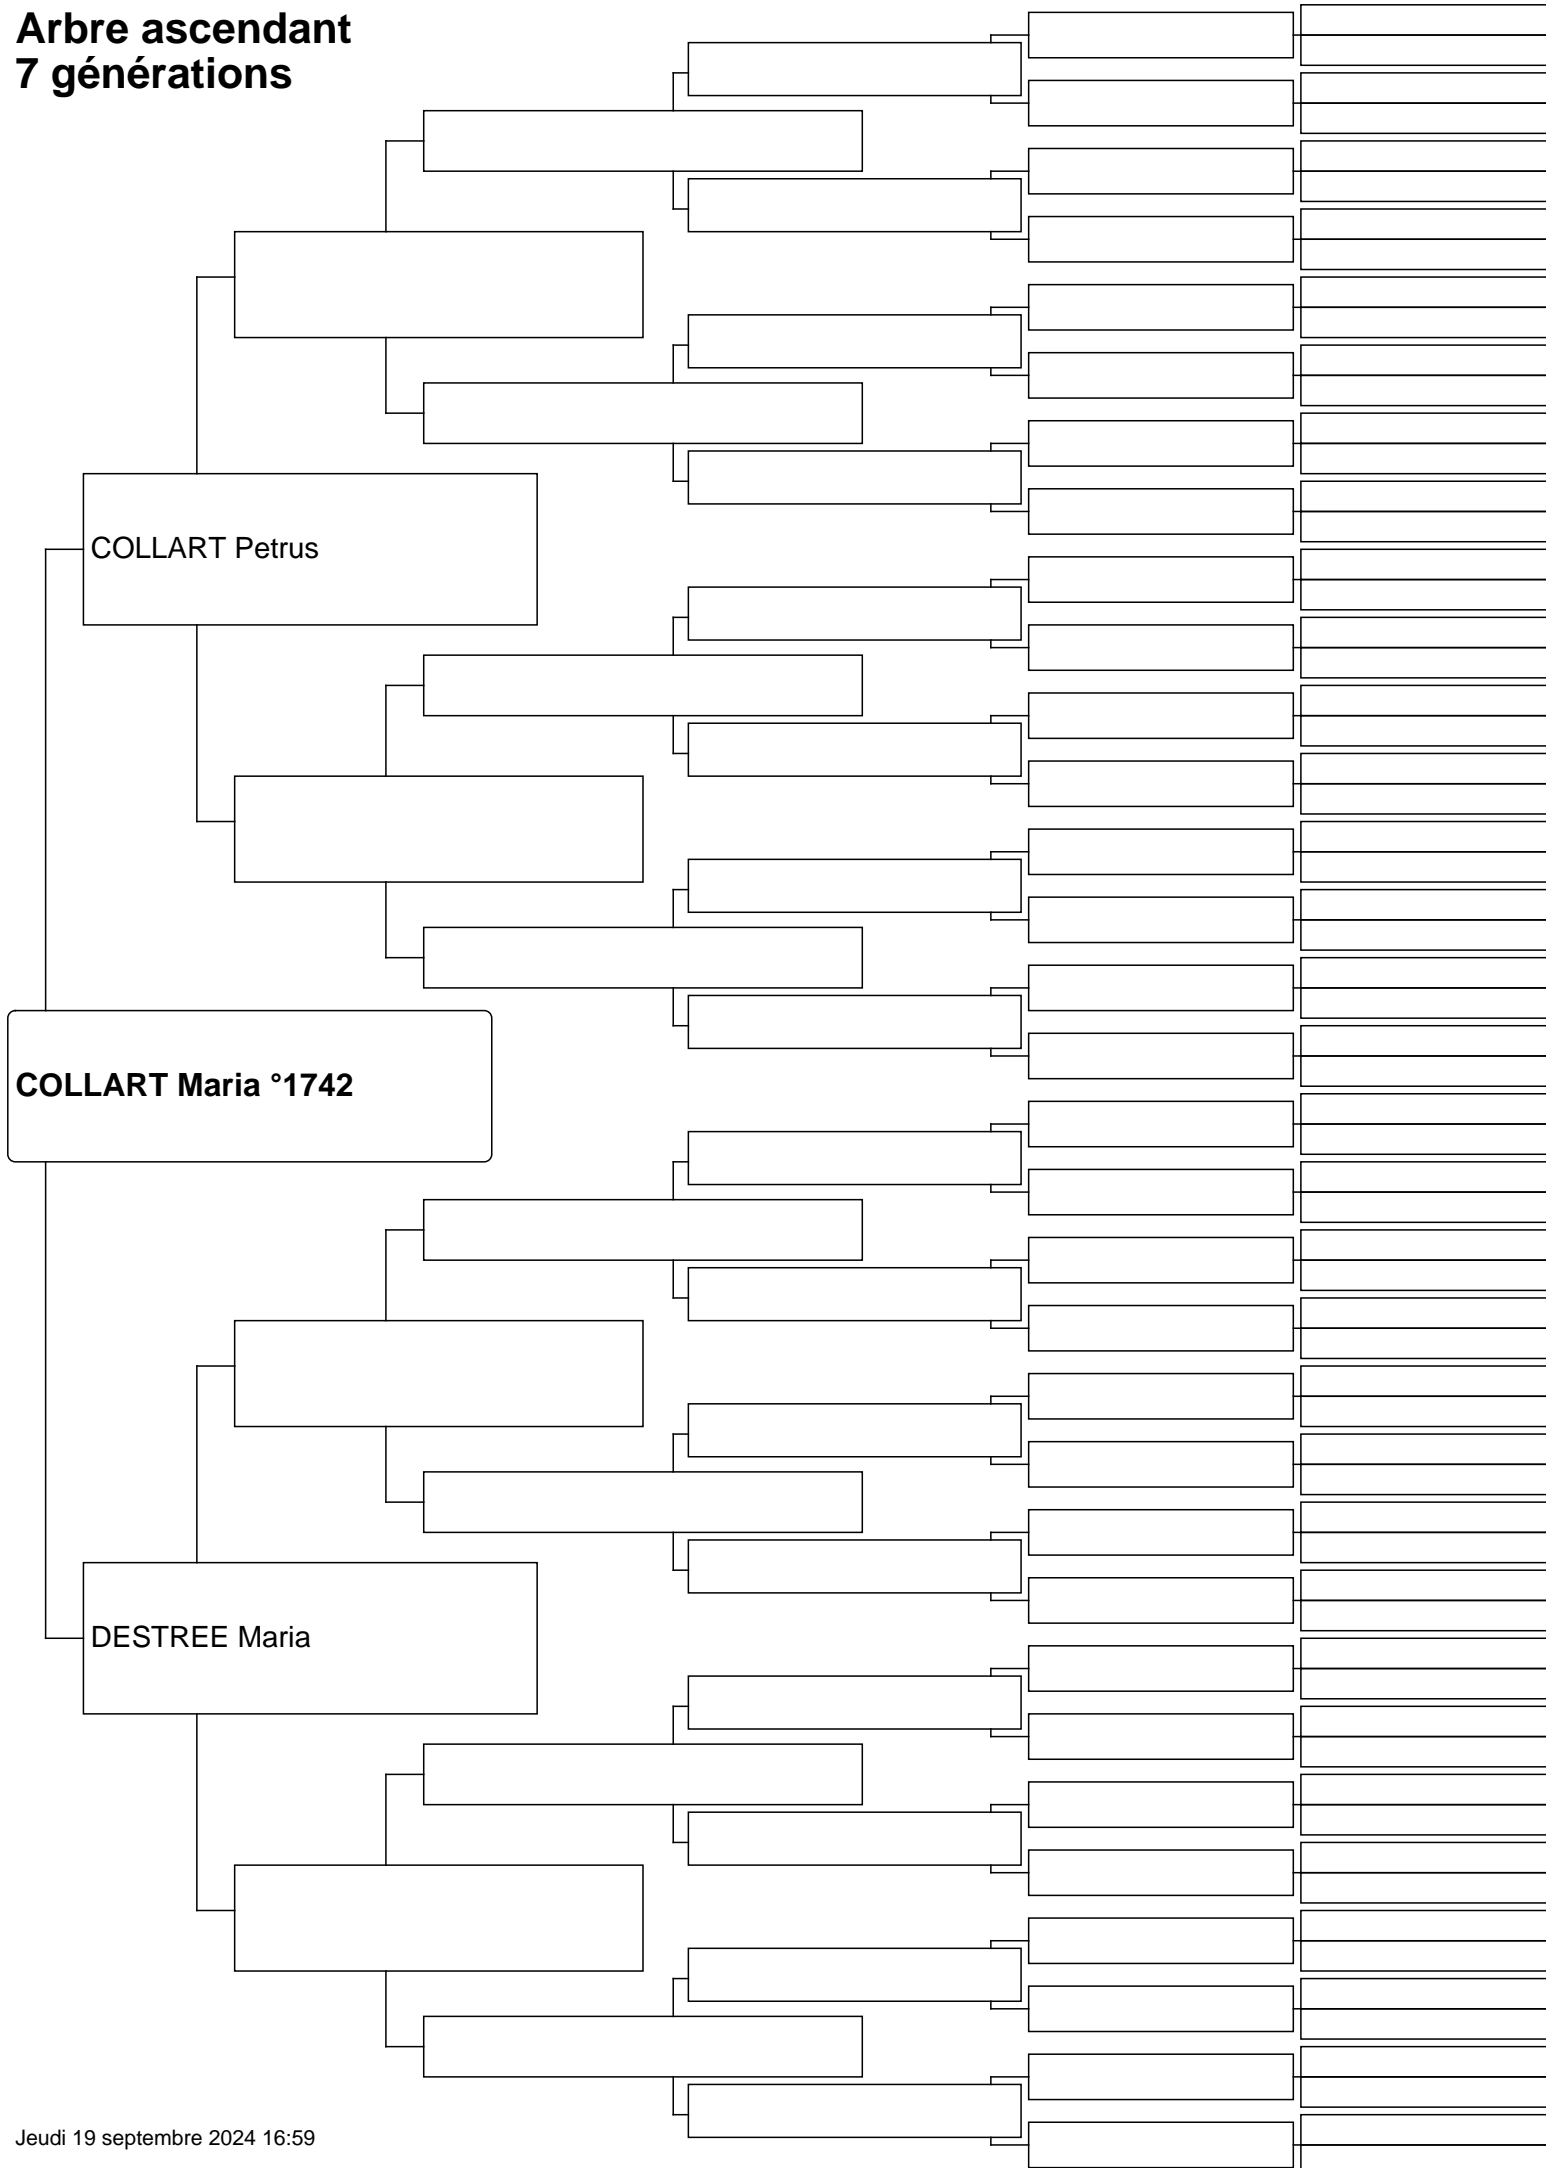 Arbre ascendant
7 générations
COLLART Petrus
COLLART Maria °1742
DESTREE Maria
Jeudi 19 septembre 2024 16:59